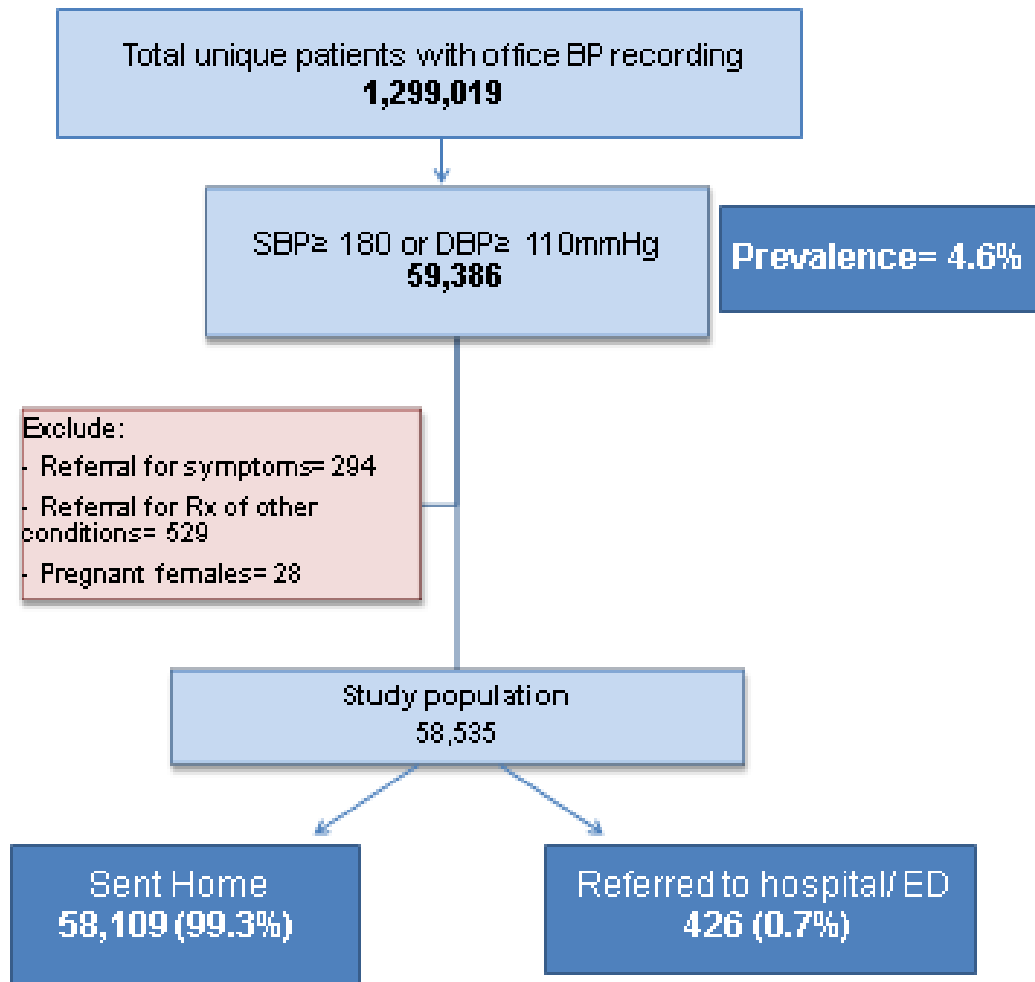 Total unique patients with office BP recording
1,299,019
SBP≥ 180 or DBP≥ 110mmHg
59,386
Prevalence= 4.6%
Exclude:
- Referral for symptoms= 294
- Referral for Rx of other
conditions= 529
- Pregnant females= 28
Study population
58,535
Sent Home
58,109 (99.3%)
Referred to hospital/ ED
426 (0.7%)